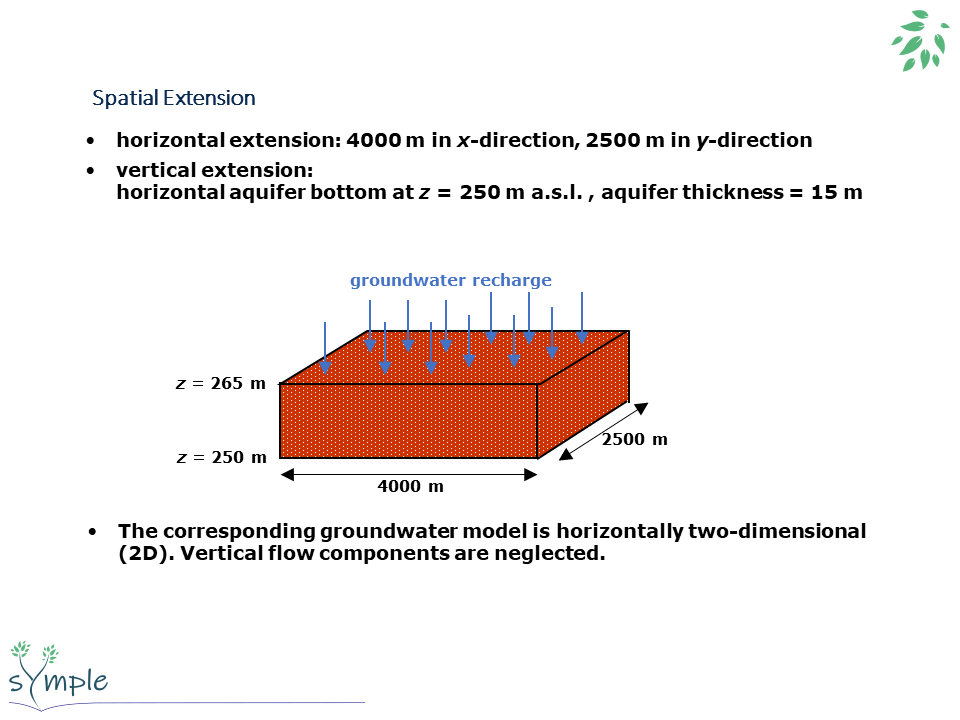 Spatial Extension
• horizontal extension: 4000 m in x-direction, 2500 m in y-direction
• vertical extension:
horizontal aquifer bottom at z = 250 m a.s.l. , aquifer thickness = 15 m
groundwater recharge
z = 265 m
2500 m
z = 250 m
4000 m
• The corresponding groundwater model is horizontally two-dimensional
(2D). Vertical flow components are neglected.
sYmple